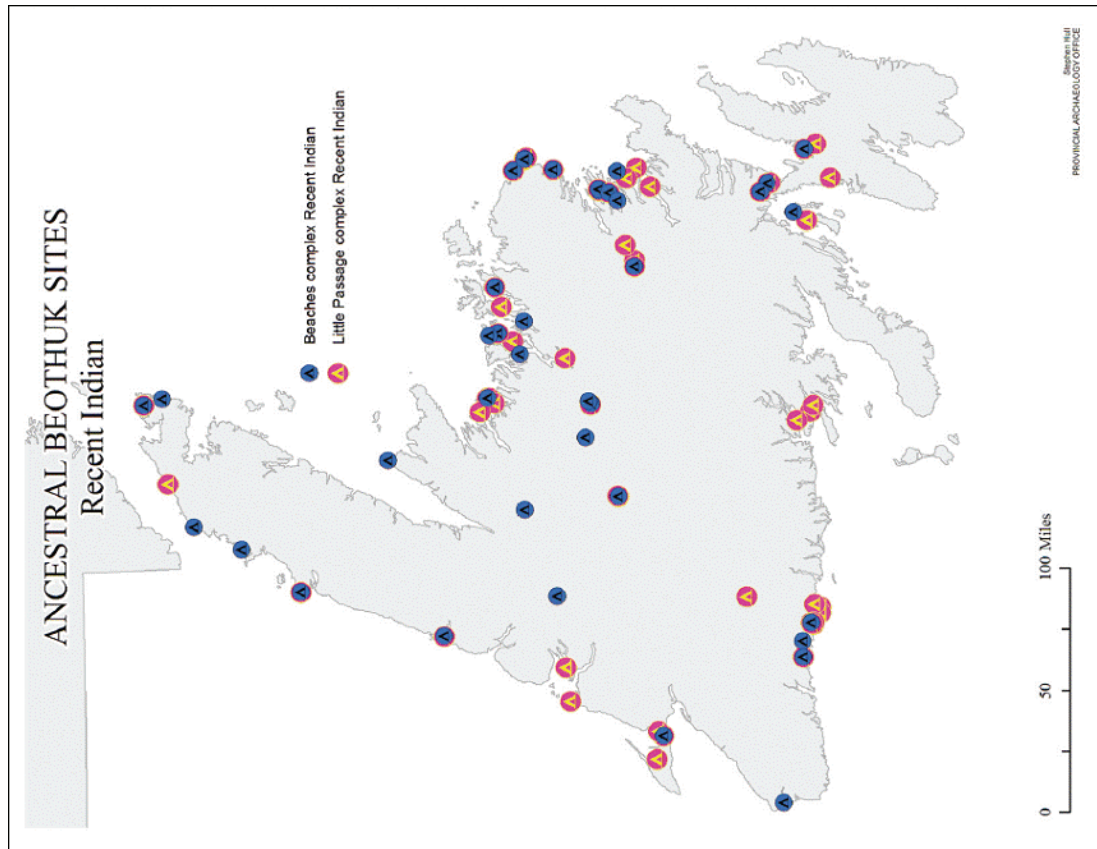 ANCESTRAL BEOTHUK SITES
Recent Indian
Beaches complex Recent Indian
Little Passage complex Recent Indian
0
50
100 Miles
Stephen Hull
PROVINCIAL ARCHAEOLOGY OFFICE